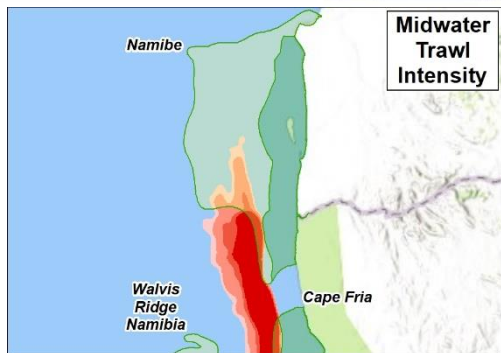 Midwater
Trawl
Intensity
Namibe
Walvis
Ridge
Namibia
Cape Fria